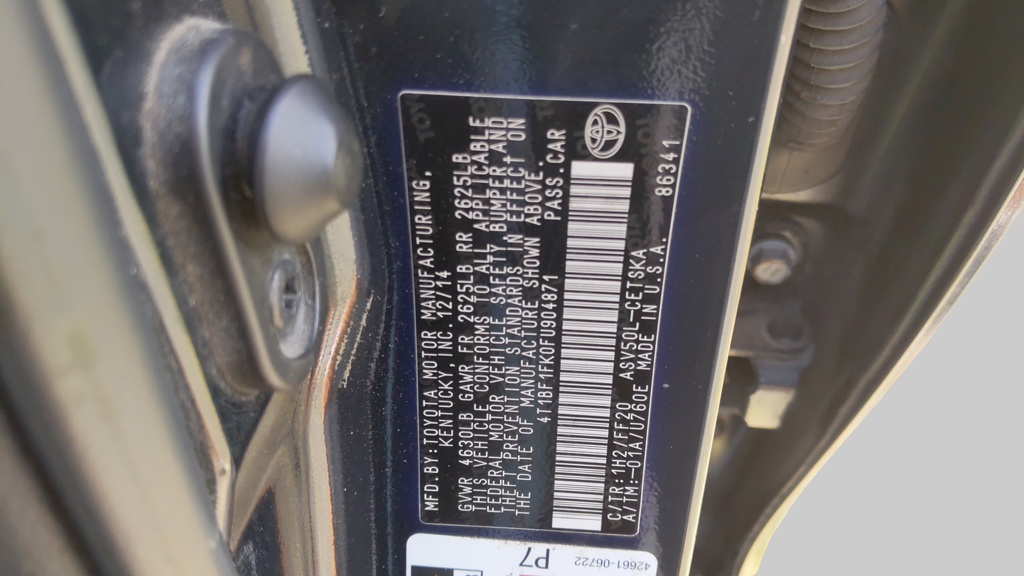 MFD.BY:TOYOTA MOTOR MANUFACTURING,
KENTUCKY, INC. 12/14
GVWR 4630LB GAWR FR 2625LB RR 2625LB
THIS VEHICLE CONFORMS TO ALL APPLICABLE
FEDERAL MOTOR VEHICLE SAFETY, BUMPER AND
THEFT PREVENTION STANDARDS IN EFFECT ON
THE DATE OF MANUFACTURE SHOWN ABOVE.
4T1BF1FK0FU904871 PASS.CAR
C/TR:1H2/FF20 ASV50L-CETSKA
A/TM:-01A/U760E MADE IN U.S.A. 86341
P7
42661-06722